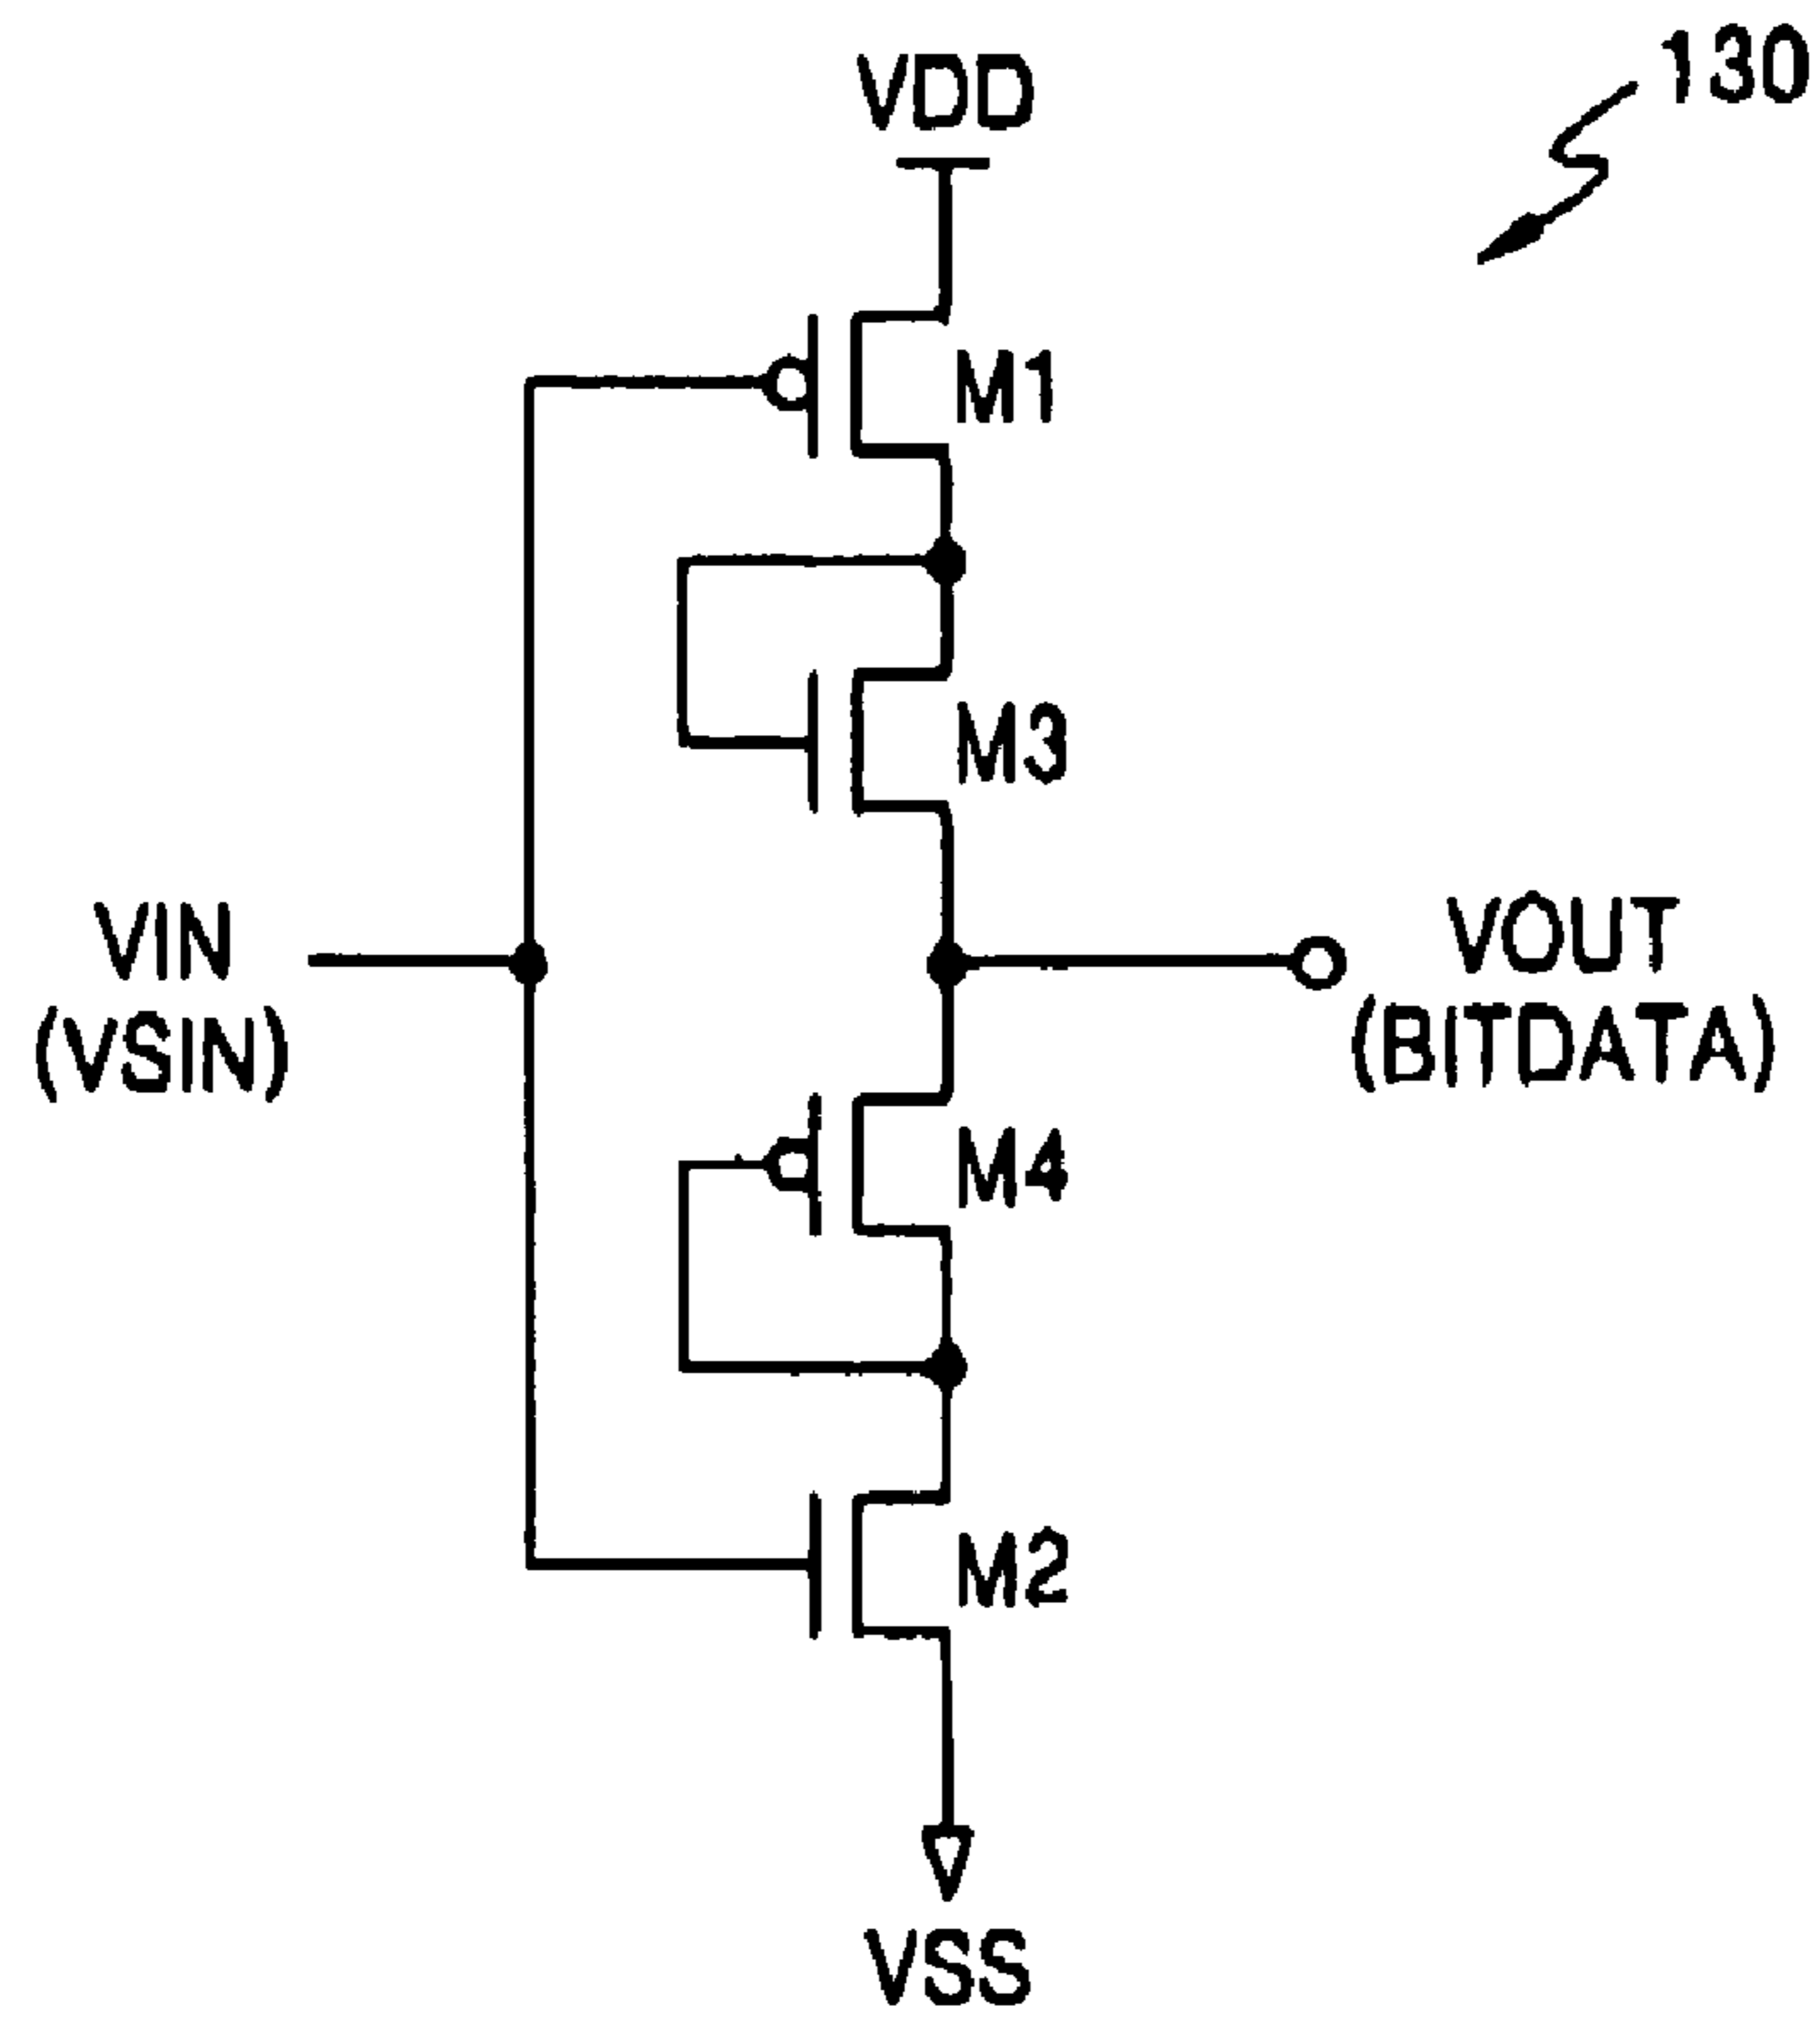 130
VDD
M1
M3
VIN
(VSIN)
VOUT
(BITDATA)
M4
M2
VSS